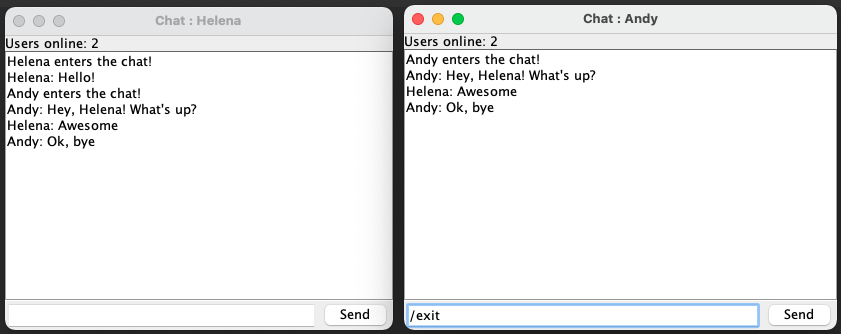 Chat : Helena
Users online: 2
Helena enters the chat!
Helena: Hello!
Andy enters the chat!
Andy: Hey, Helena! What's up?
Helena: Awesome
Andy: Ok, bye
Send
Chat : Andy
Users online: 2
Andy enters the chat!
Andy: Hey, Helena! What's up?
Helena: Awesome
Andy: Ok, bye
/exit
Send